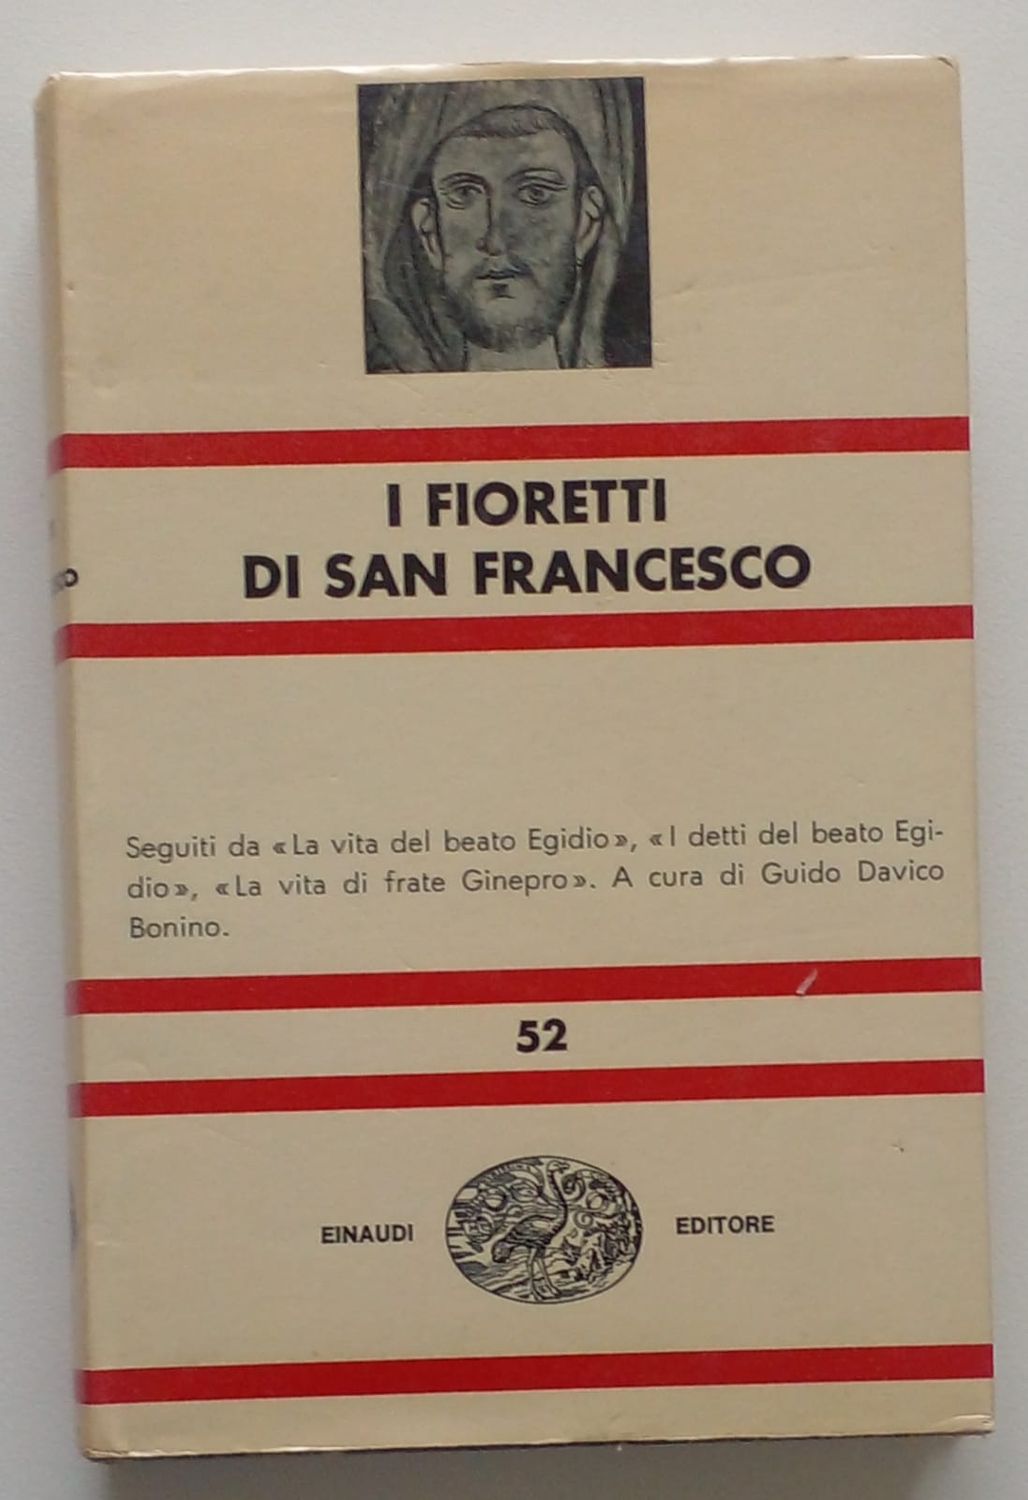 I FIORETTI
DI SAN FRANCESCO
Seguiti da «La vita del beato Egidio», «I detti del beato Egi-
dio», «La vita di frate Ginepro». A cura di Guido Davico
Bonino.
52
EINAUDI EDITORE